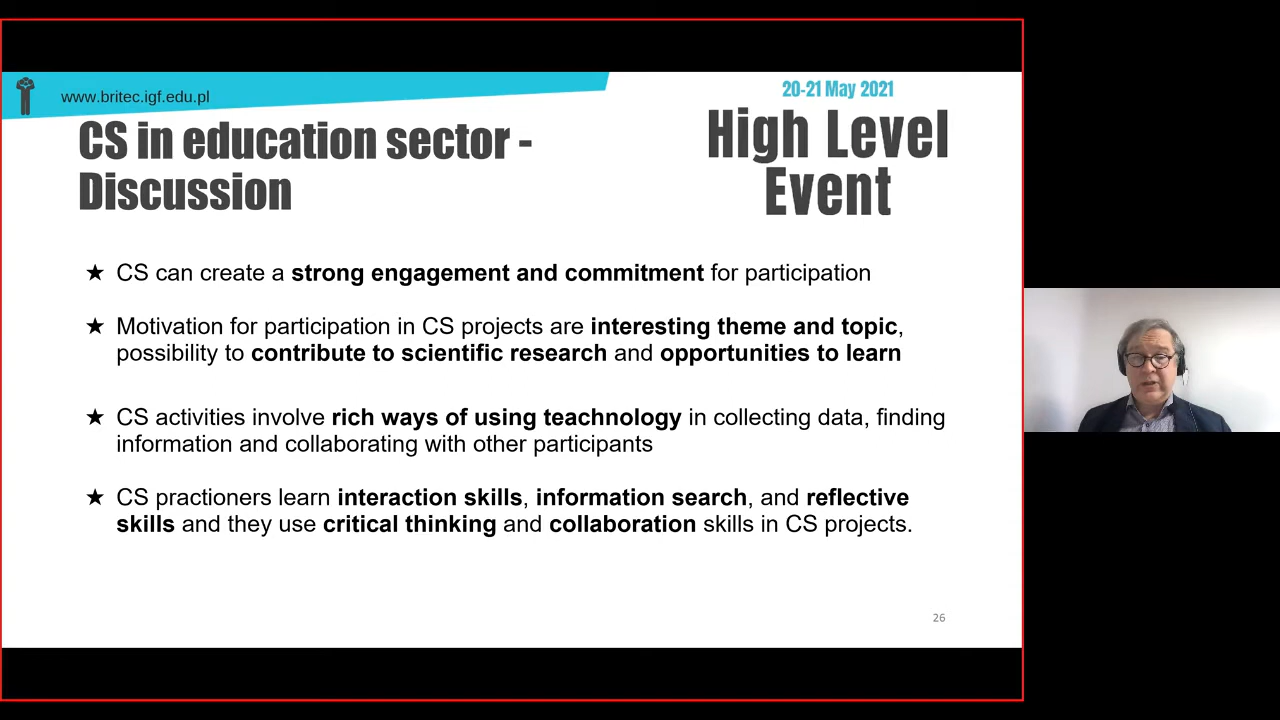 www.britec.igf.edu.pl
20-21 May 2021
High Level
Event
CS in education sector -
Discussion
★ CS can create a strong engagement and commitment for participation
★ Motivation for participation in CS projects are interesting theme and topic,
possibility to contribute to scientific research and opportunities to learn
★ CS activities involve rich ways of using teachnology in collecting data, finding
information and collaborating with other participants
★ CS practioners learn interaction skills, information search, and reflective
skills and they use critical thinking and collaboration skills in CS projects.
26